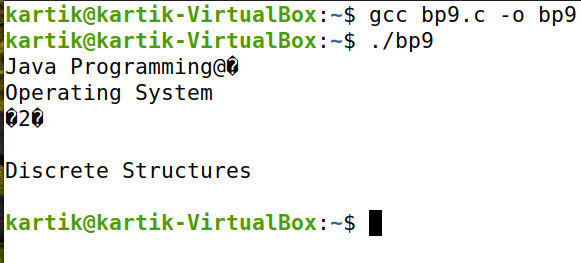 kartik@kartik-VirtualBox:~$ gcc bp9.c -o bp9
kartik@kartik-VirtualBox:~$ ./bp9
Java Programming@�
Operating System
�2�
Discrete Structures
kartik@kartik-VirtualBox:~$